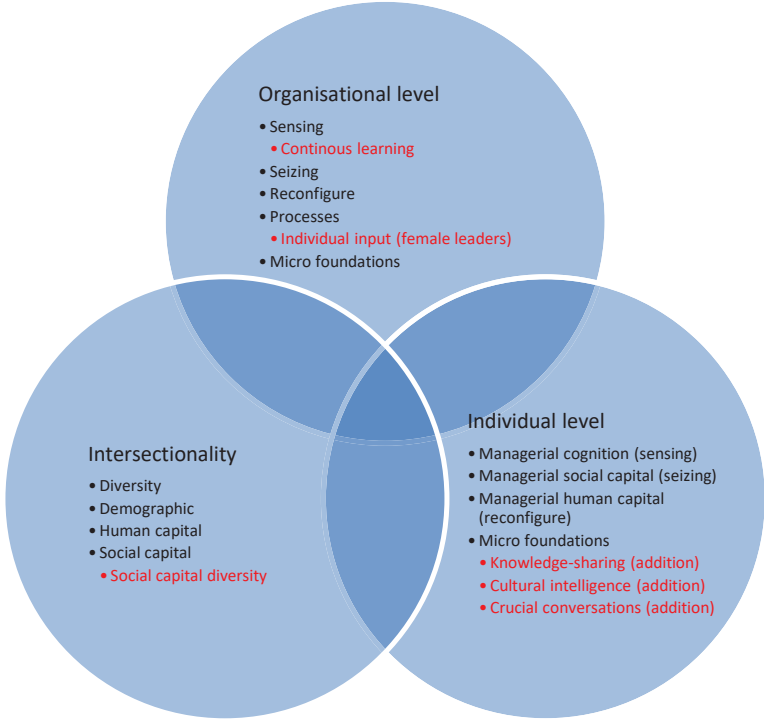 Organisational level
• Sensing
• Continous learning
• Seizing
• Reconfigure
• Processes
• Individual input (female leaders)
• Micro foundations
Intersectionality
• Diversity
• Demographic
• Human capital
• Social capital
• Social capital diversity
Individual level
• Managerial cognition (sensing)
• Managerial social capital (seizing)
• Managerial human capital
(reconfigure)
• Micro foundations
• Knowledge-sharing (addition)
• Cultural intelligence (addition)
• Crucial conversations (addition)